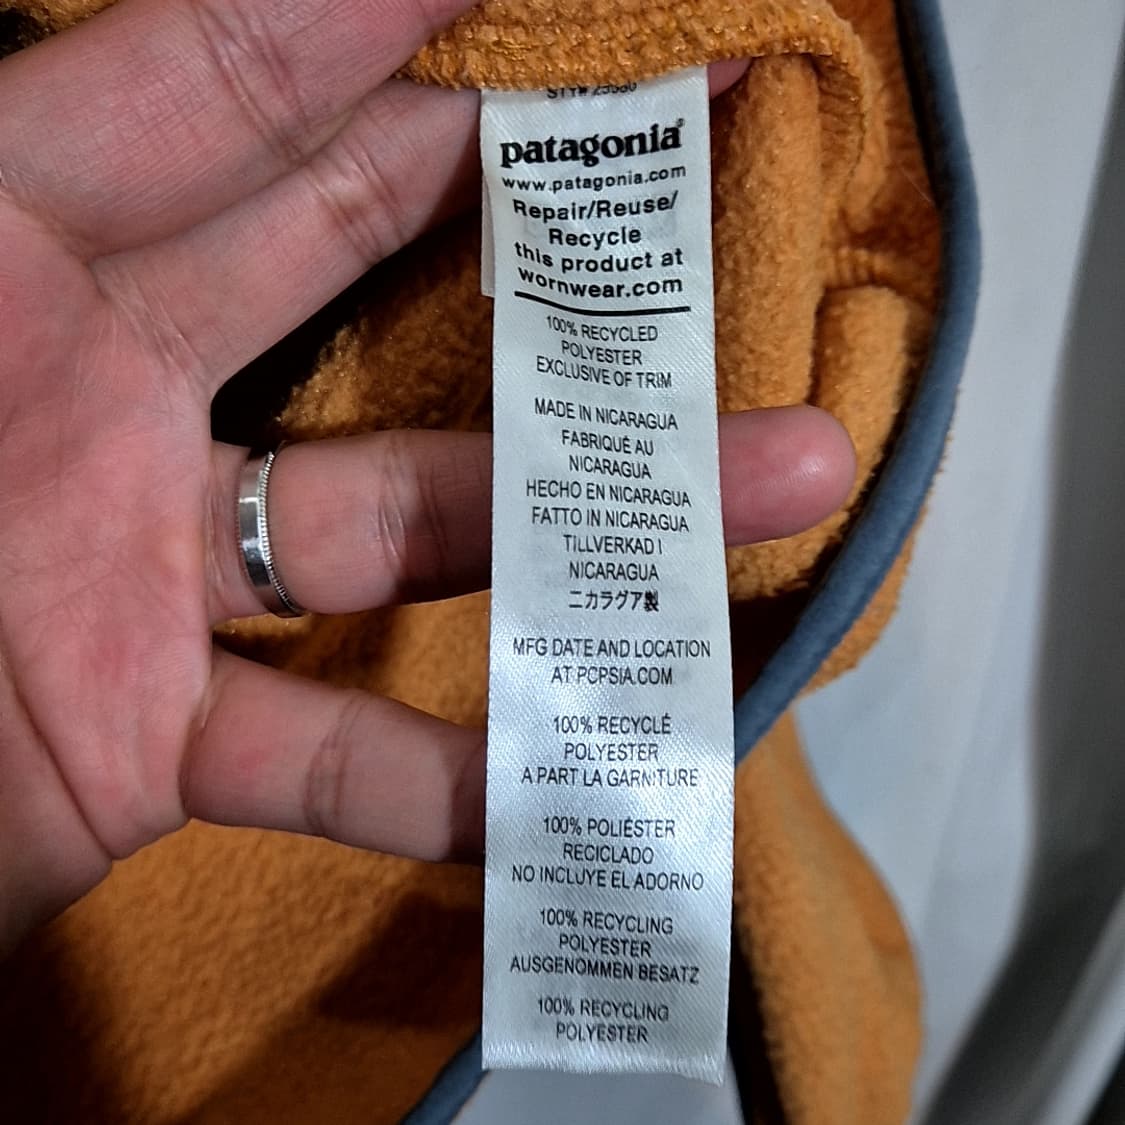 patagonia®
www.patagonia.com
Repair/Reuse/
Recycle
this product at
wornwear.com
100% RECYCLED
POLYESTER
EXCLUSIVE OF TRIM
MADE IN NICARAGUA
FABRIQUÉ AU
NICARAGUA
HECHO EN NICARAGUA
FATTO IN NICARAGUA
TILLVERKAD I
NICARAGUA
ニカラグア製
MFG DATE AND LOCATION
AT PCPSIA.COM
100% RECYCLÉ
POLYESTER
A PART LA GARNITURE
100% POLIÉSTER
RECICLADO
NO INCLUYE EL ADORNO
100% RECYCLING
POLYESTER
AUSGENOMMEN BESATZ
100% RECYCLING
POLYESTER